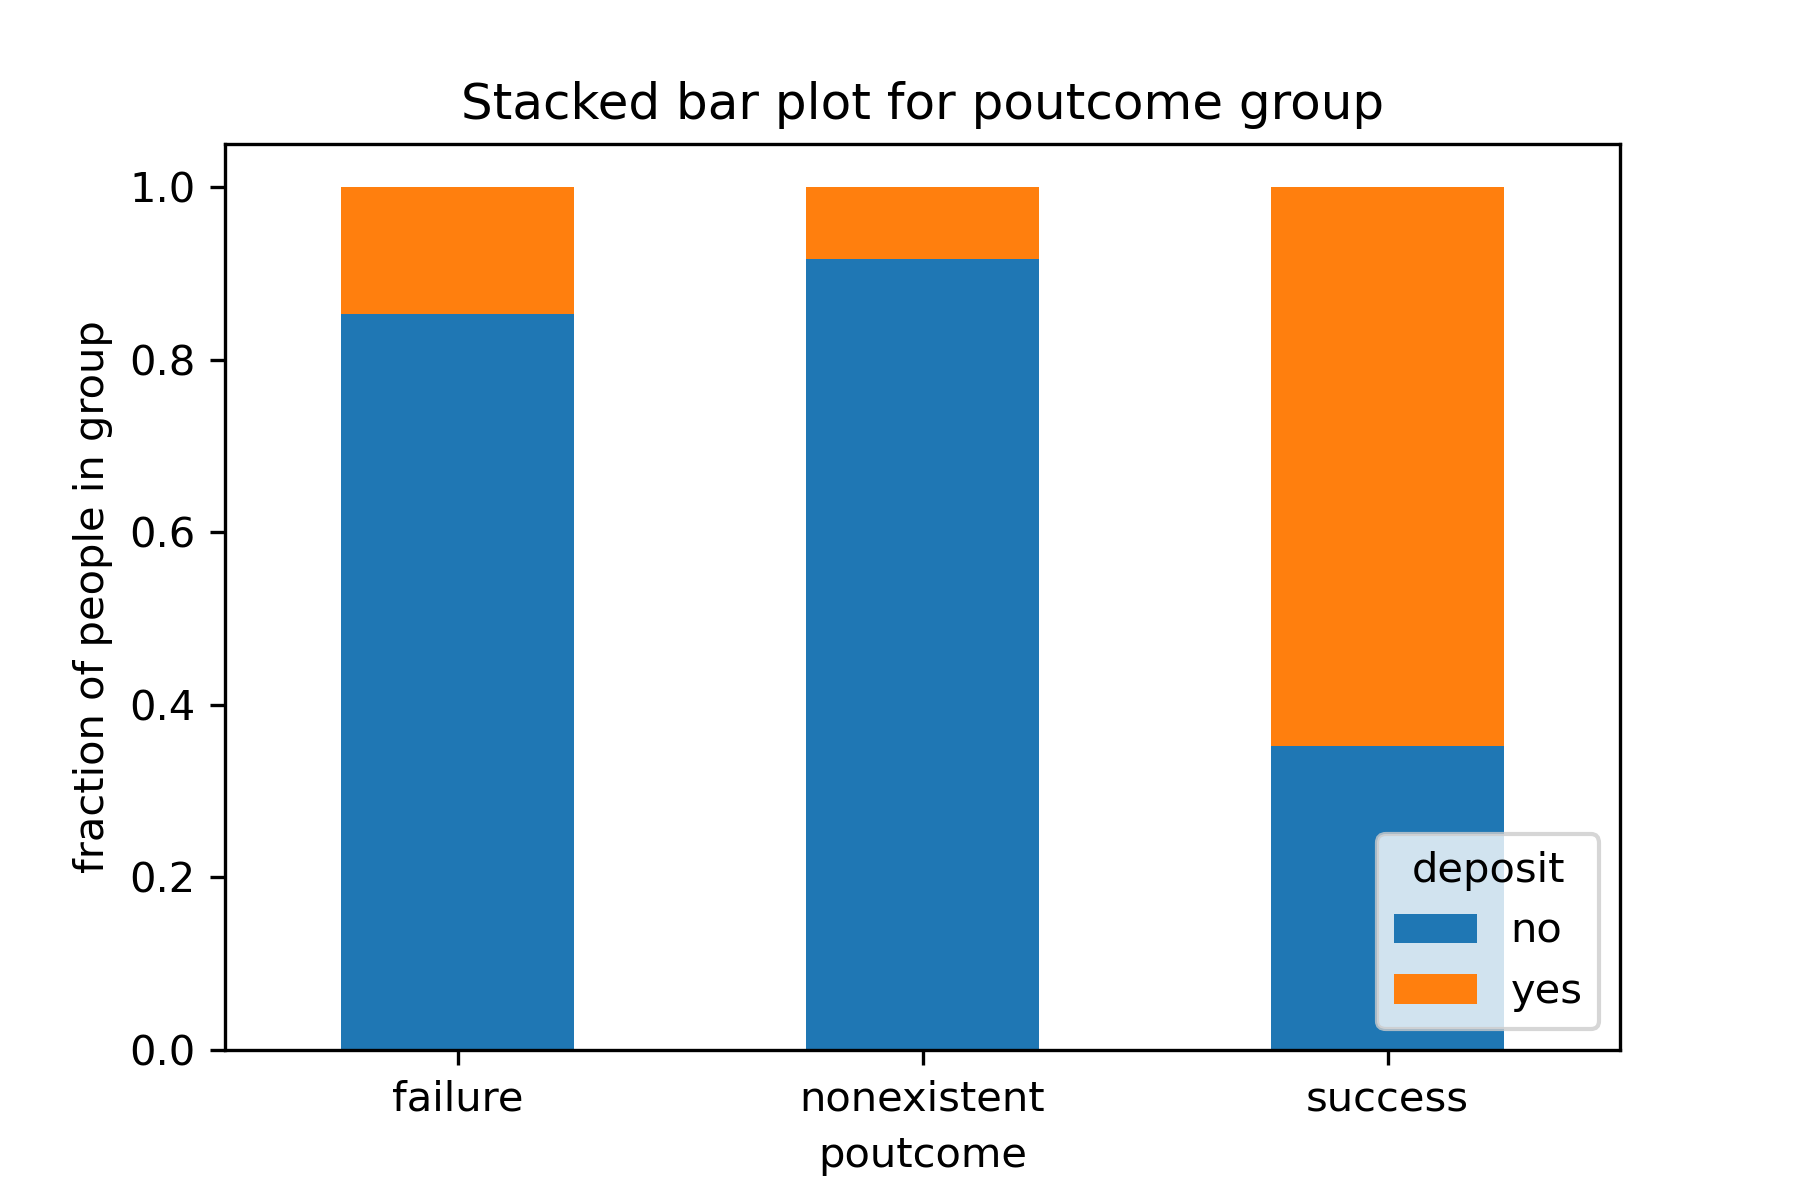 Stacked bar plot for poutcome group
fraction of people in group
1.0
0.8
0.6
0.4
0.2
0.0
deposit
no
yes
failure nonexistent success
poutcome